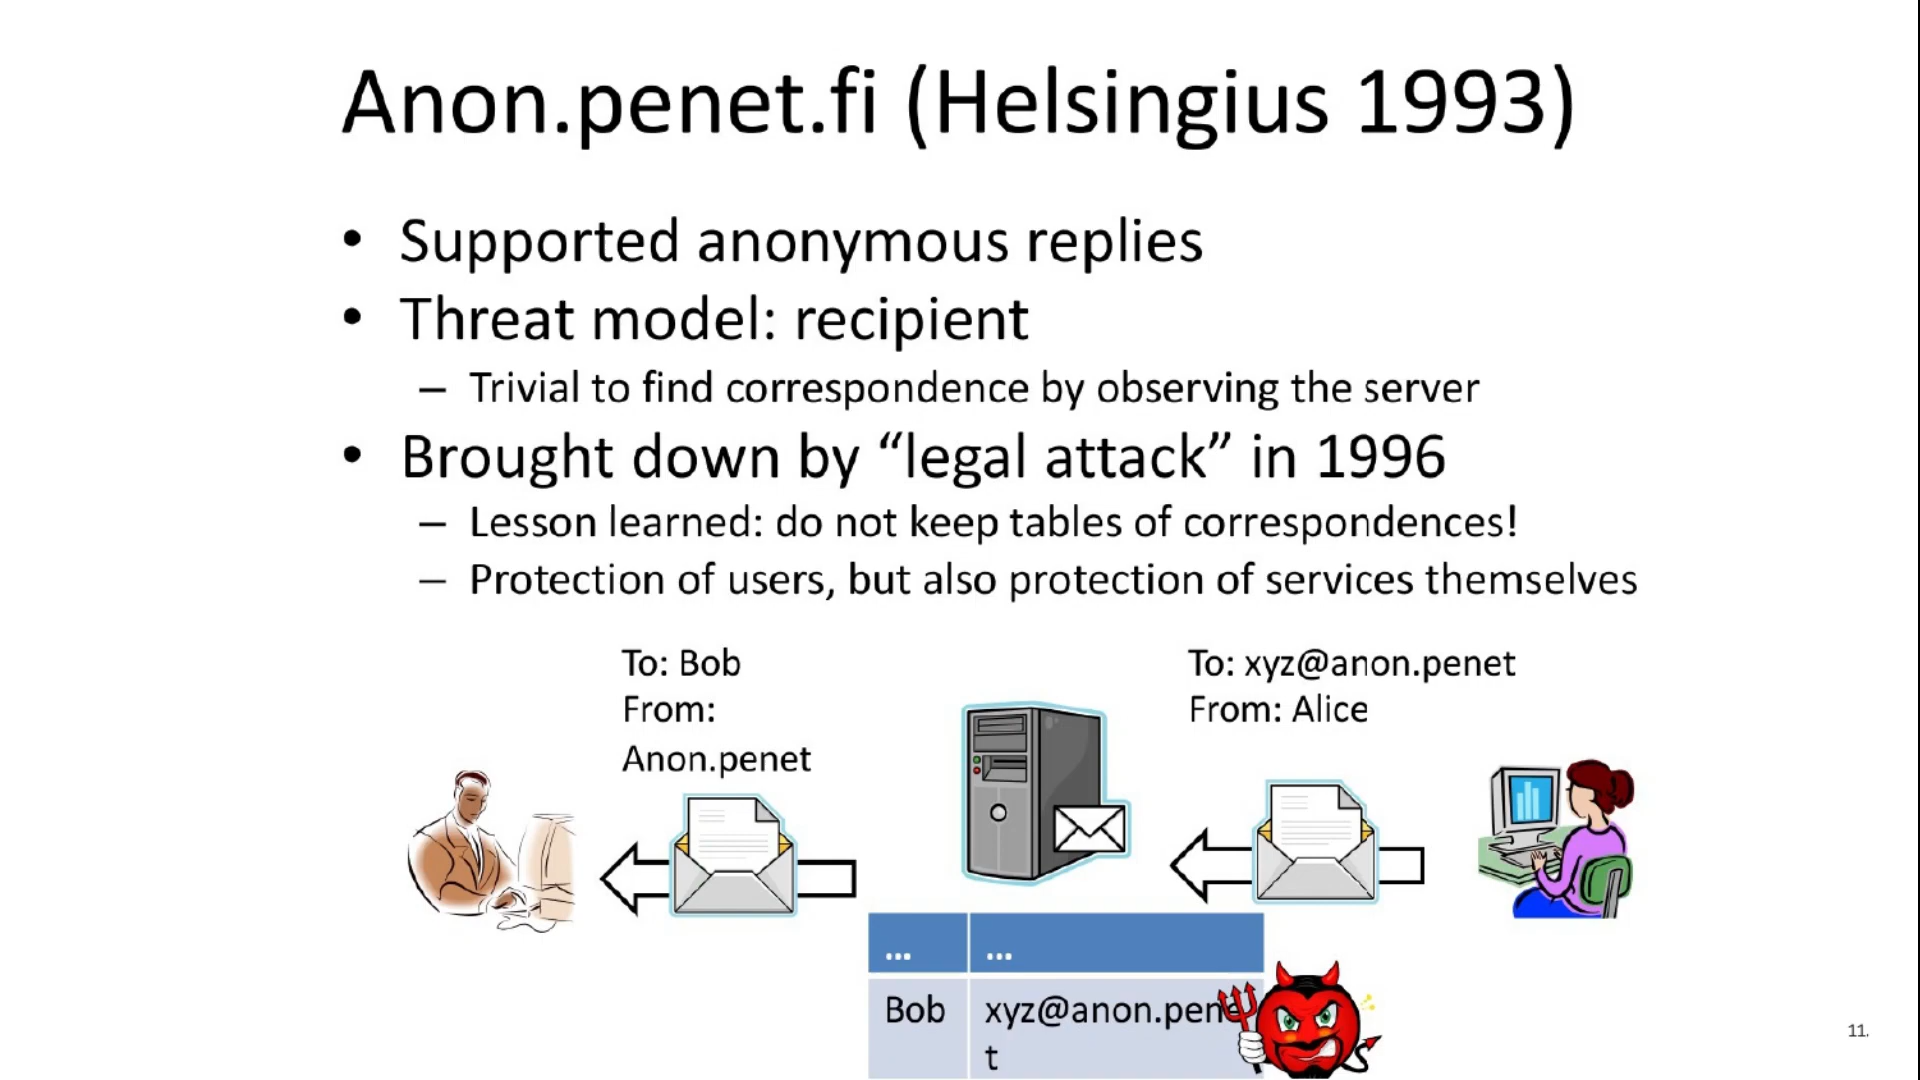 Anon.penet.fi (Helsingius 1993)
• Supported anonymous replies
• Threat model: recipient
– Trivial to find correspondence by observing the server
• Brought down by “legal attack” in 1996
– Lesson learned: do not keep tables of correspondences!
– Protection of users, but also protection of services themselves
To: Bob
From:
Anon.penet
To: xyz@anon.penet
From: Alice
... ...
Bob xyz@anon.pene
t
11.